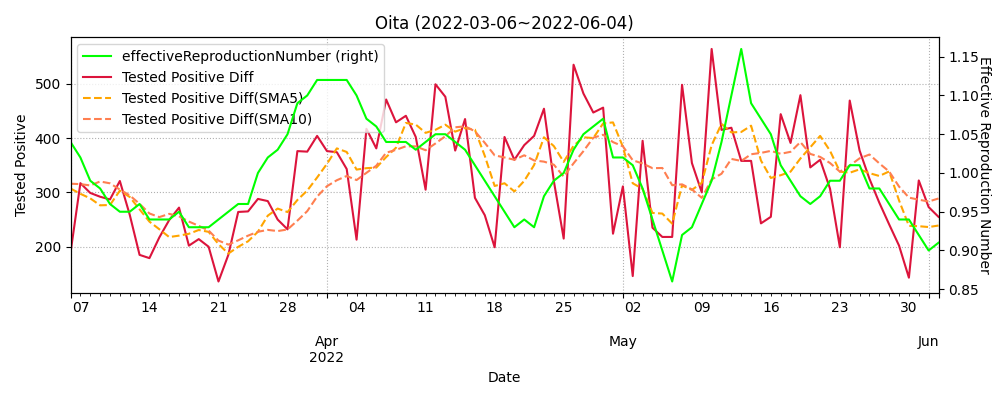 Oita (2022-03-06~2022-06-04)
effectiveReproductionNumber (right)
Tested Positive Diff
Tested Positive Diff(SMA5)
Tested Positive Diff(SMA10)
Tested Positive
500
400
300
200
1.15
1.10
1.05
1.00
0.95
0.90
0.85
Effective Reproduction Number
07 14 21 28 04 11 18 25 02 09 16 23 30
Apr May Jun
2022
Date